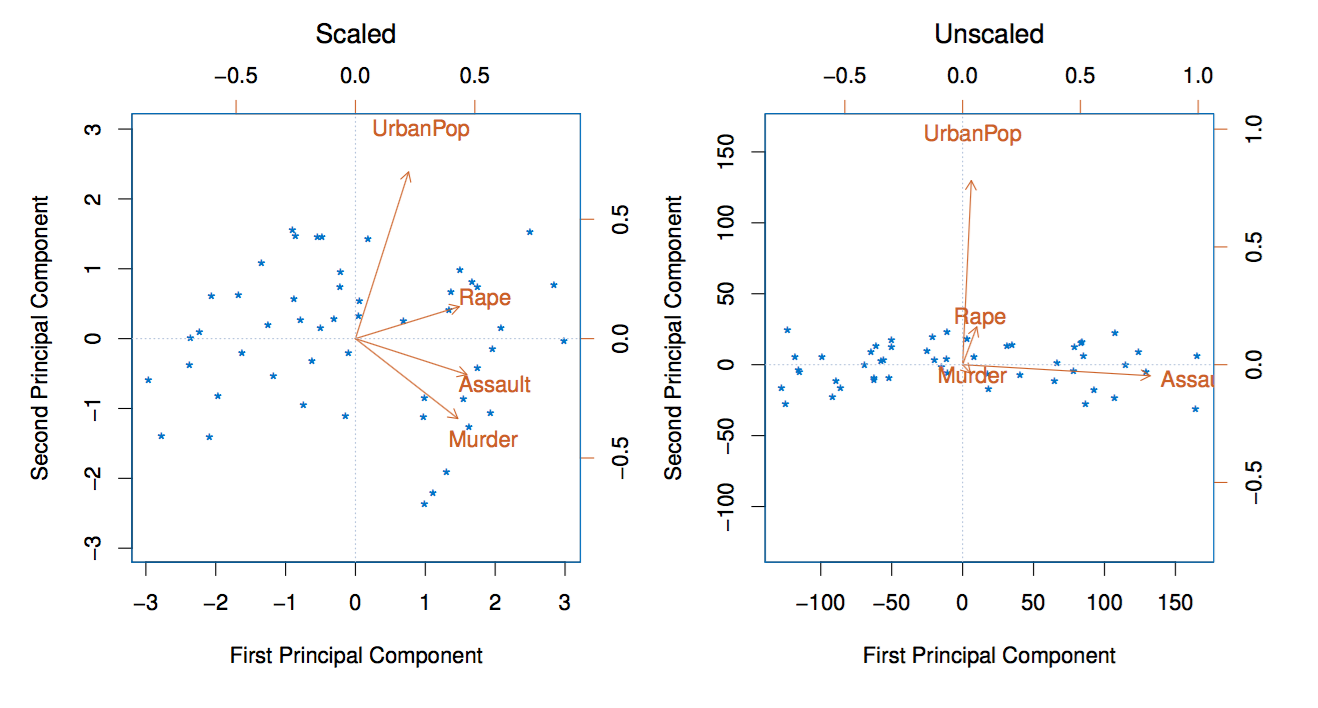 Scaled
−0.5 0.0 0.5
UrbanPop
Rape
Assault
Murder
3
2
1
0
−1
−2
−3
Second Principal Component
0.5
0.0
−0.5
−3 −2 −1 0 1 2 3
First Principal Component
Unscaled
−0.5 0.0 0.5 1.0
UrbanPop
Rape
Murder
Assau
150
100
50
0
−50
−100
Second Principal Component
1.0
0.5
0.0
−0.5
−100 −50 0 50 100 150
First Principal Component